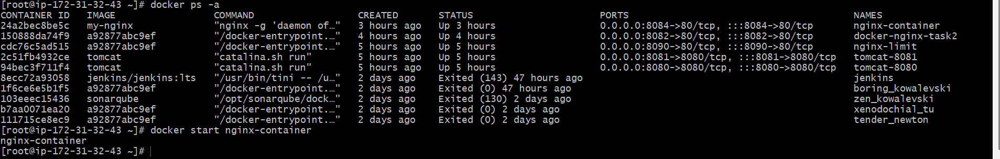 [root@ip-172-31-32-43 ~]# docker ps -a
CONTAINER ID   IMAGE                 COMMAND                  CREATED       STATUS                      PORTS                                       NAMES
24a2bec8be5c   my-nginx              "nginx -g 'daemon of…"   3 hours ago   Up 3 hours                  0.0.0.0:8084->80/tcp, :::8084->80/tcp       nginx-container
150888da74f9   a92877abc9ef          "/docker-entrypoint.…"   4 hours ago   Up 4 hours                  0.0.0.0:8082->80/tcp, :::8082->80/tcp       docker-nginx-task2
cdc76c5ad515   a92877abc9ef          "/docker-entrypoint.…"   5 hours ago   Up 5 hours                  0.0.0.0:8090->80/tcp, :::8090->80/tcp       nginx-limit
2c51fb4932ce   tomcat                "catalina.sh run"        5 hours ago   Up 5 hours                  0.0.0.0:8081->8080/tcp, :::8081->8080/tcp   tomcat-8081
94bec3f711f4   tomcat                "catalina.sh run"        5 hours ago   Up 5 hours                  0.0.0.0:8080->8080/tcp, :::8080->8080/tcp   tomcat-8080
8ecc72a93058   jenkins/jenkins:lts   "/usr/bin/tini -- /u…"   2 days ago    Exited (143) 47 hours ago                                               jenkins
1f6ce6e5b1f5   a92877abc9ef          "/docker-entrypoint.…"   2 days ago    Exited (0) 47 hours ago                                                 boring_kowalevski
103eeec15436   sonarqube             "/opt/sonarqube/dock…"   2 days ago    Exited (130) 2 days ago                                                 zen_kowalevski
b7aa0071ea20   a92877abc9ef          "/docker-entrypoint.…"   2 days ago    Exited (0) 2 days ago                                                   xenodochial_tu
111715ce8ec9   a92877abc9ef          "/docker-entrypoint.…"   2 days ago    Exited (0) 2 days ago                                                   tender_newton
[root@ip-172-31-32-43 ~]# docker start nginx-container
nginx-container
[root@ip-172-31-32-43 ~]#